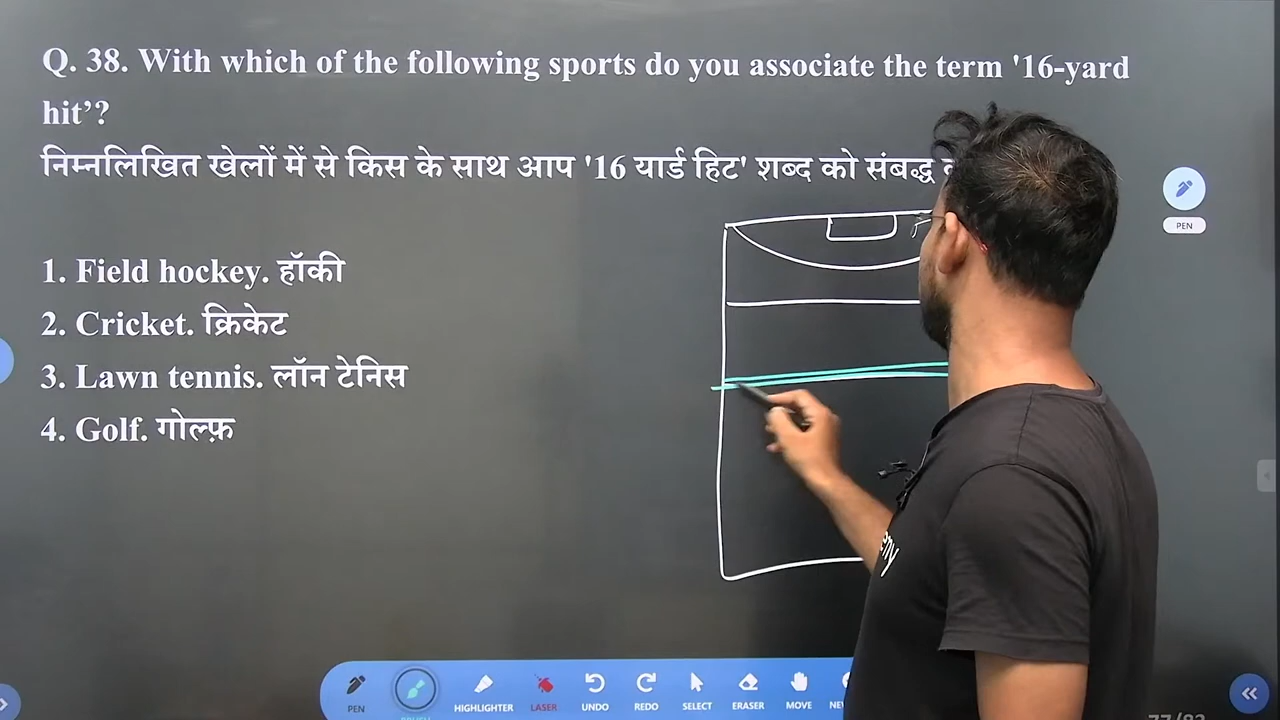 Q. 38. With which of the following sports do you associate the term '16-yard
hit’?
निम्नलिखित खेलों में से किस के साथ आप '16 यार्ड हिट' शब्द को संबद्ध
PEN
1. Field hockey. हॉकी
2. Cricket. क्रिकेट
3. Lawn tennis. लॉन टेनिस
4. Golf. गोल्फ़
PEN HIGHLIGHTER LASER UNDO REDO SELECT ERASER MOVE